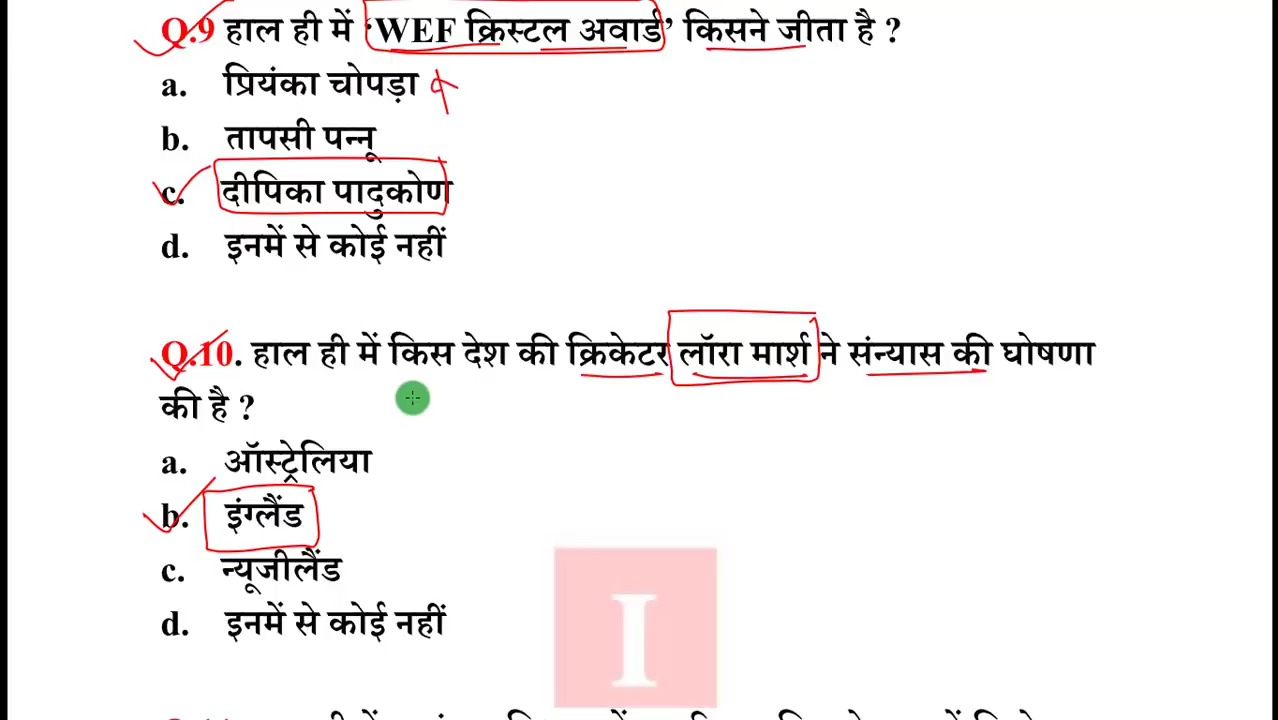 Q.9 हाल ही में ‘WEF क्रिस्टल अवार्ड’ किसने जीता है ?
a. प्रियंका चोपड़ा
b. तापसी पन्नू
c. दीपिका पादुकोण
d. इनमें से कोई नहीं
Q.10. हाल ही में किस देश की क्रिकेटर लॉरा मार्श ने संन्यास की घोषणा
की है ?
a. ऑस्ट्रेलिया
b. इंग्लैंड
c. न्यूजीलैंड
d. इनमें से कोई नहीं
I